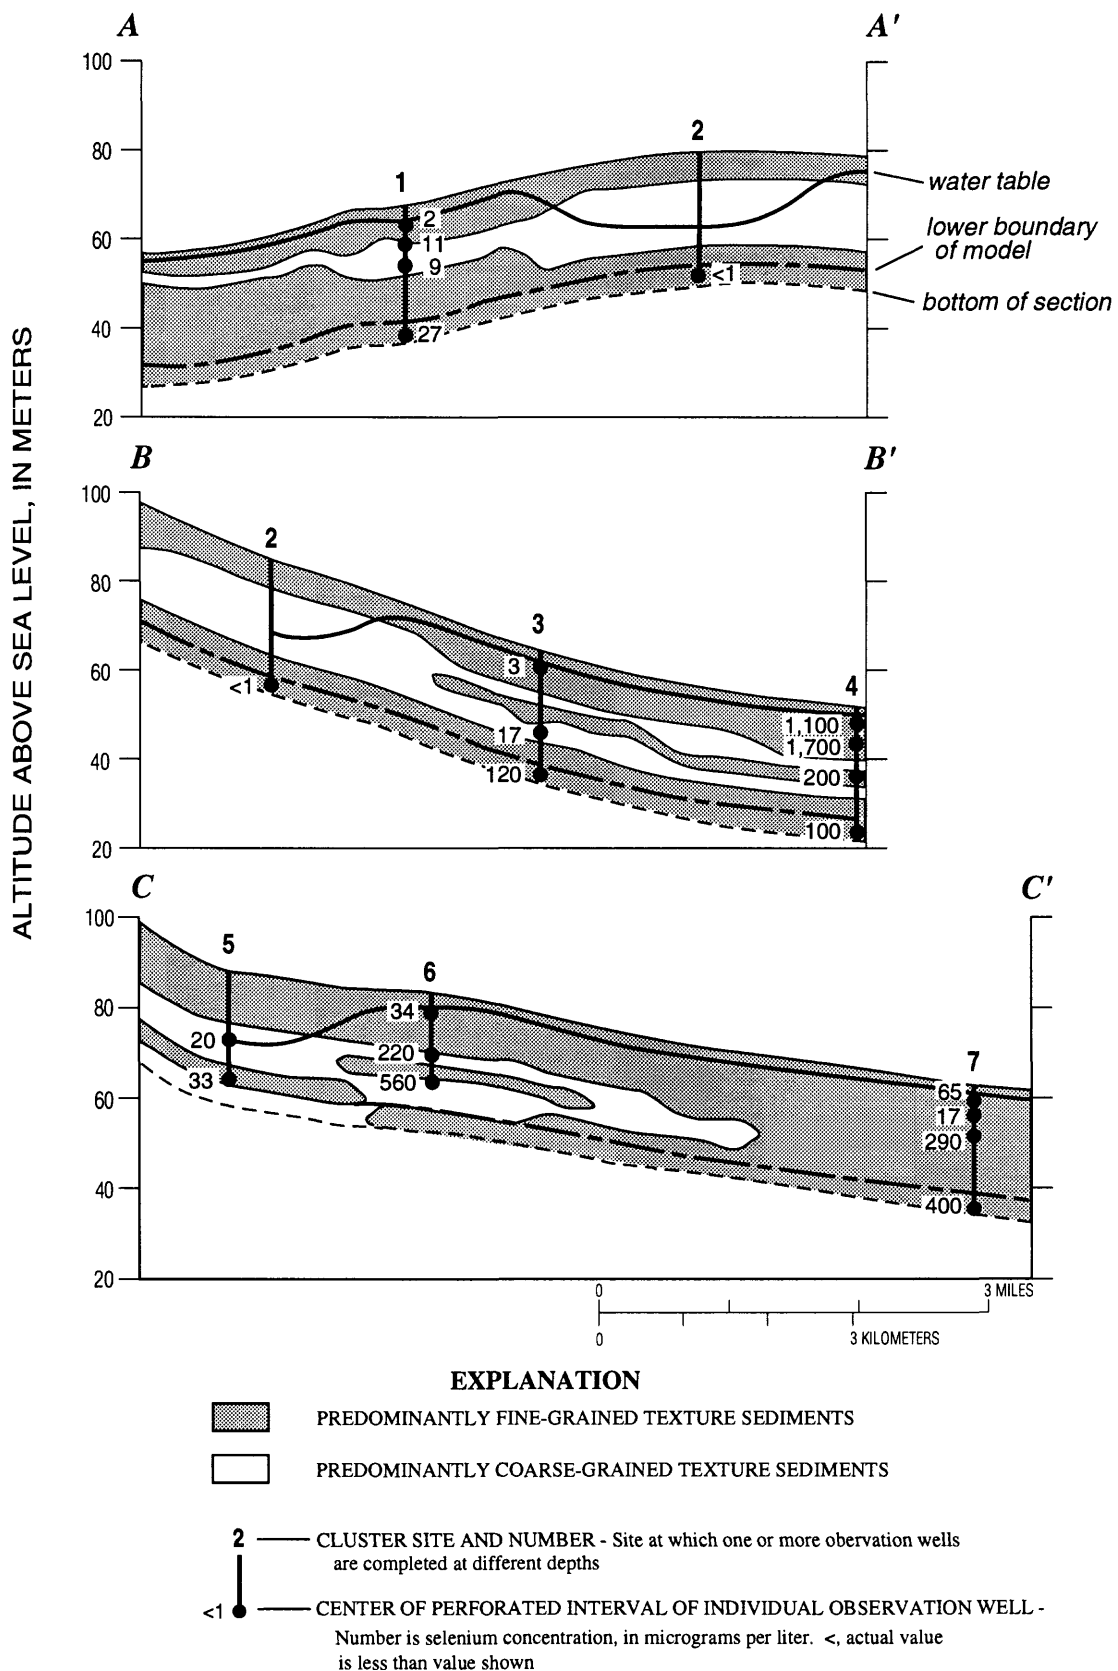 A A'
100
80
60
40
20
1
2
2
11
9
27
<1
water table
lower boundary
of model
bottom of section
ALTITUDE ABOVE SEA LEVEL, IN METERS
B B'
100
80
60
40
20
2
3
4
<1
3
17
120
1,100
1,700
200
100
C C'
100
80
60
40
20
5
6
7
20
33
34
220
560
65
17
290
400
0 3 MILES
0 3 KILOMETERS
EXPLANATION
PREDOMINANTLY FINE-GRAINED TEXTURE SEDIMENTS
PREDOMINANTLY COARSE-GRAINED TEXTURE SEDIMENTS
2 CLUSTER SITE AND NUMBER - Site at which one or more obervation wells
are completed at different depths
<1 CENTER OF PERFORATED INTERVAL OF INDIVIDUAL OBSERVATION WELL -
Number is selenium concentration, in micrograms per liter. <, actual value
is less than value shown